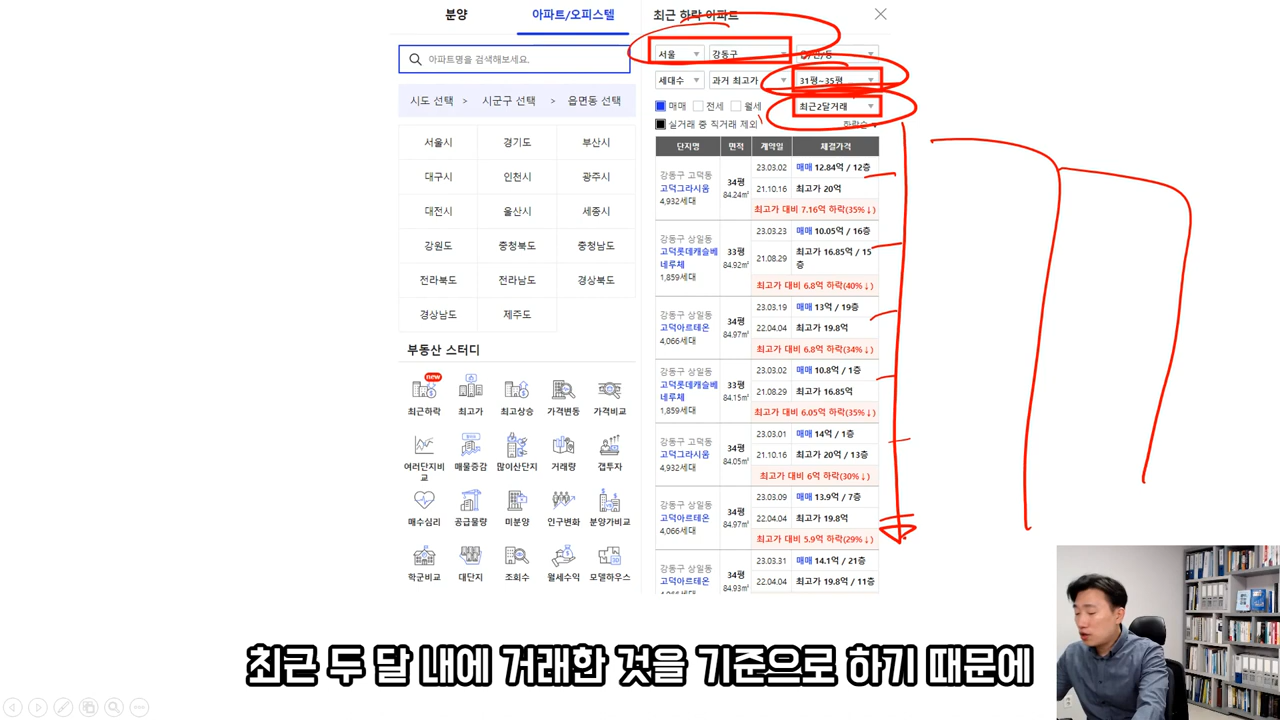 분양
아파트/오피스텔
아파트명을 검색해보세요.
시도 선택 > 시군구 선택 > 읍면동 선택
서울시 경기도 부산시
대구시 인천시 광주시
대전시 울산시 세종시
강원도 충청북도 충청남도
전라북도 전라남도 경상북도
경상남도 제주도
부동산 스터디
new
최근하락 최고가 최고상승 가격변동 가격비교
여러단지비교 매물증감 많이산단지 거래량 갭투자
매수심리 공급물량 미분양 인구변화 분양가비교
학군비교 대단지 조회수 월세수익 모델하우스
최근 하락 아파트
서울 강동구 읍/면/동
세대수 과거 최고가 31평~35평
매매 전세 월세 최근2달거래
실거래 중 직거래 제외 하락순
단지명 면적 계약일 체결가격
강동구 고덕동
고덕그라시움
4,932세대
34평
84.24㎡
23.03.02 매매 12.84억 / 12층
21.10.16 최고가 20억
최고가 대비 7.16억 하락(35%↓)
강동구 상일동
고덕롯데캐슬베
네루체
1,859세대
33평
84.92㎡
23.03.23 매매 10.05억 / 16층
21.08.29 최고가 16.85억 / 15
층
최고가 대비 6.8억 하락(40%↓)
강동구 상일동
고덕아르테온
4,066세대
34평
84.97㎡
23.03.19 매매 13억 / 19층
22.04.04 최고가 19.8억
최고가 대비 6.8억 하락(34%↓)
강동구 상일동
고덕롯데캐슬베
네루체
1,859세대
33평
84.15㎡
23.03.02 매매 10.8억 / 1층
21.08.29 최고가 16.85억
최고가 대비 6.05억 하락(35%↓)
강동구 고덕동
고덕그라시움
4,932세대
34평
84.05㎡
23.03.01 매매 14억 / 1층
21.10.16 최고가 20억 / 13층
최고가 대비 6억 하락(30%↓)
강동구 상일동
고덕아르테온
4,066세대
34평
84.97㎡
23.03.09 매매 13.9억 / 7층
22.04.04 최고가 19.8억
최고가 대비 5.9억 하락(29%↓)
강동구 상일동
고덕아르테온
4,066세대
34평
84.93㎡
23.03.31 매매 14.1억 / 21층
22.04.04 최고가 19.8억 / 11층
최근 두 달 내에 거래한 것을 기준으로 하기 때문에